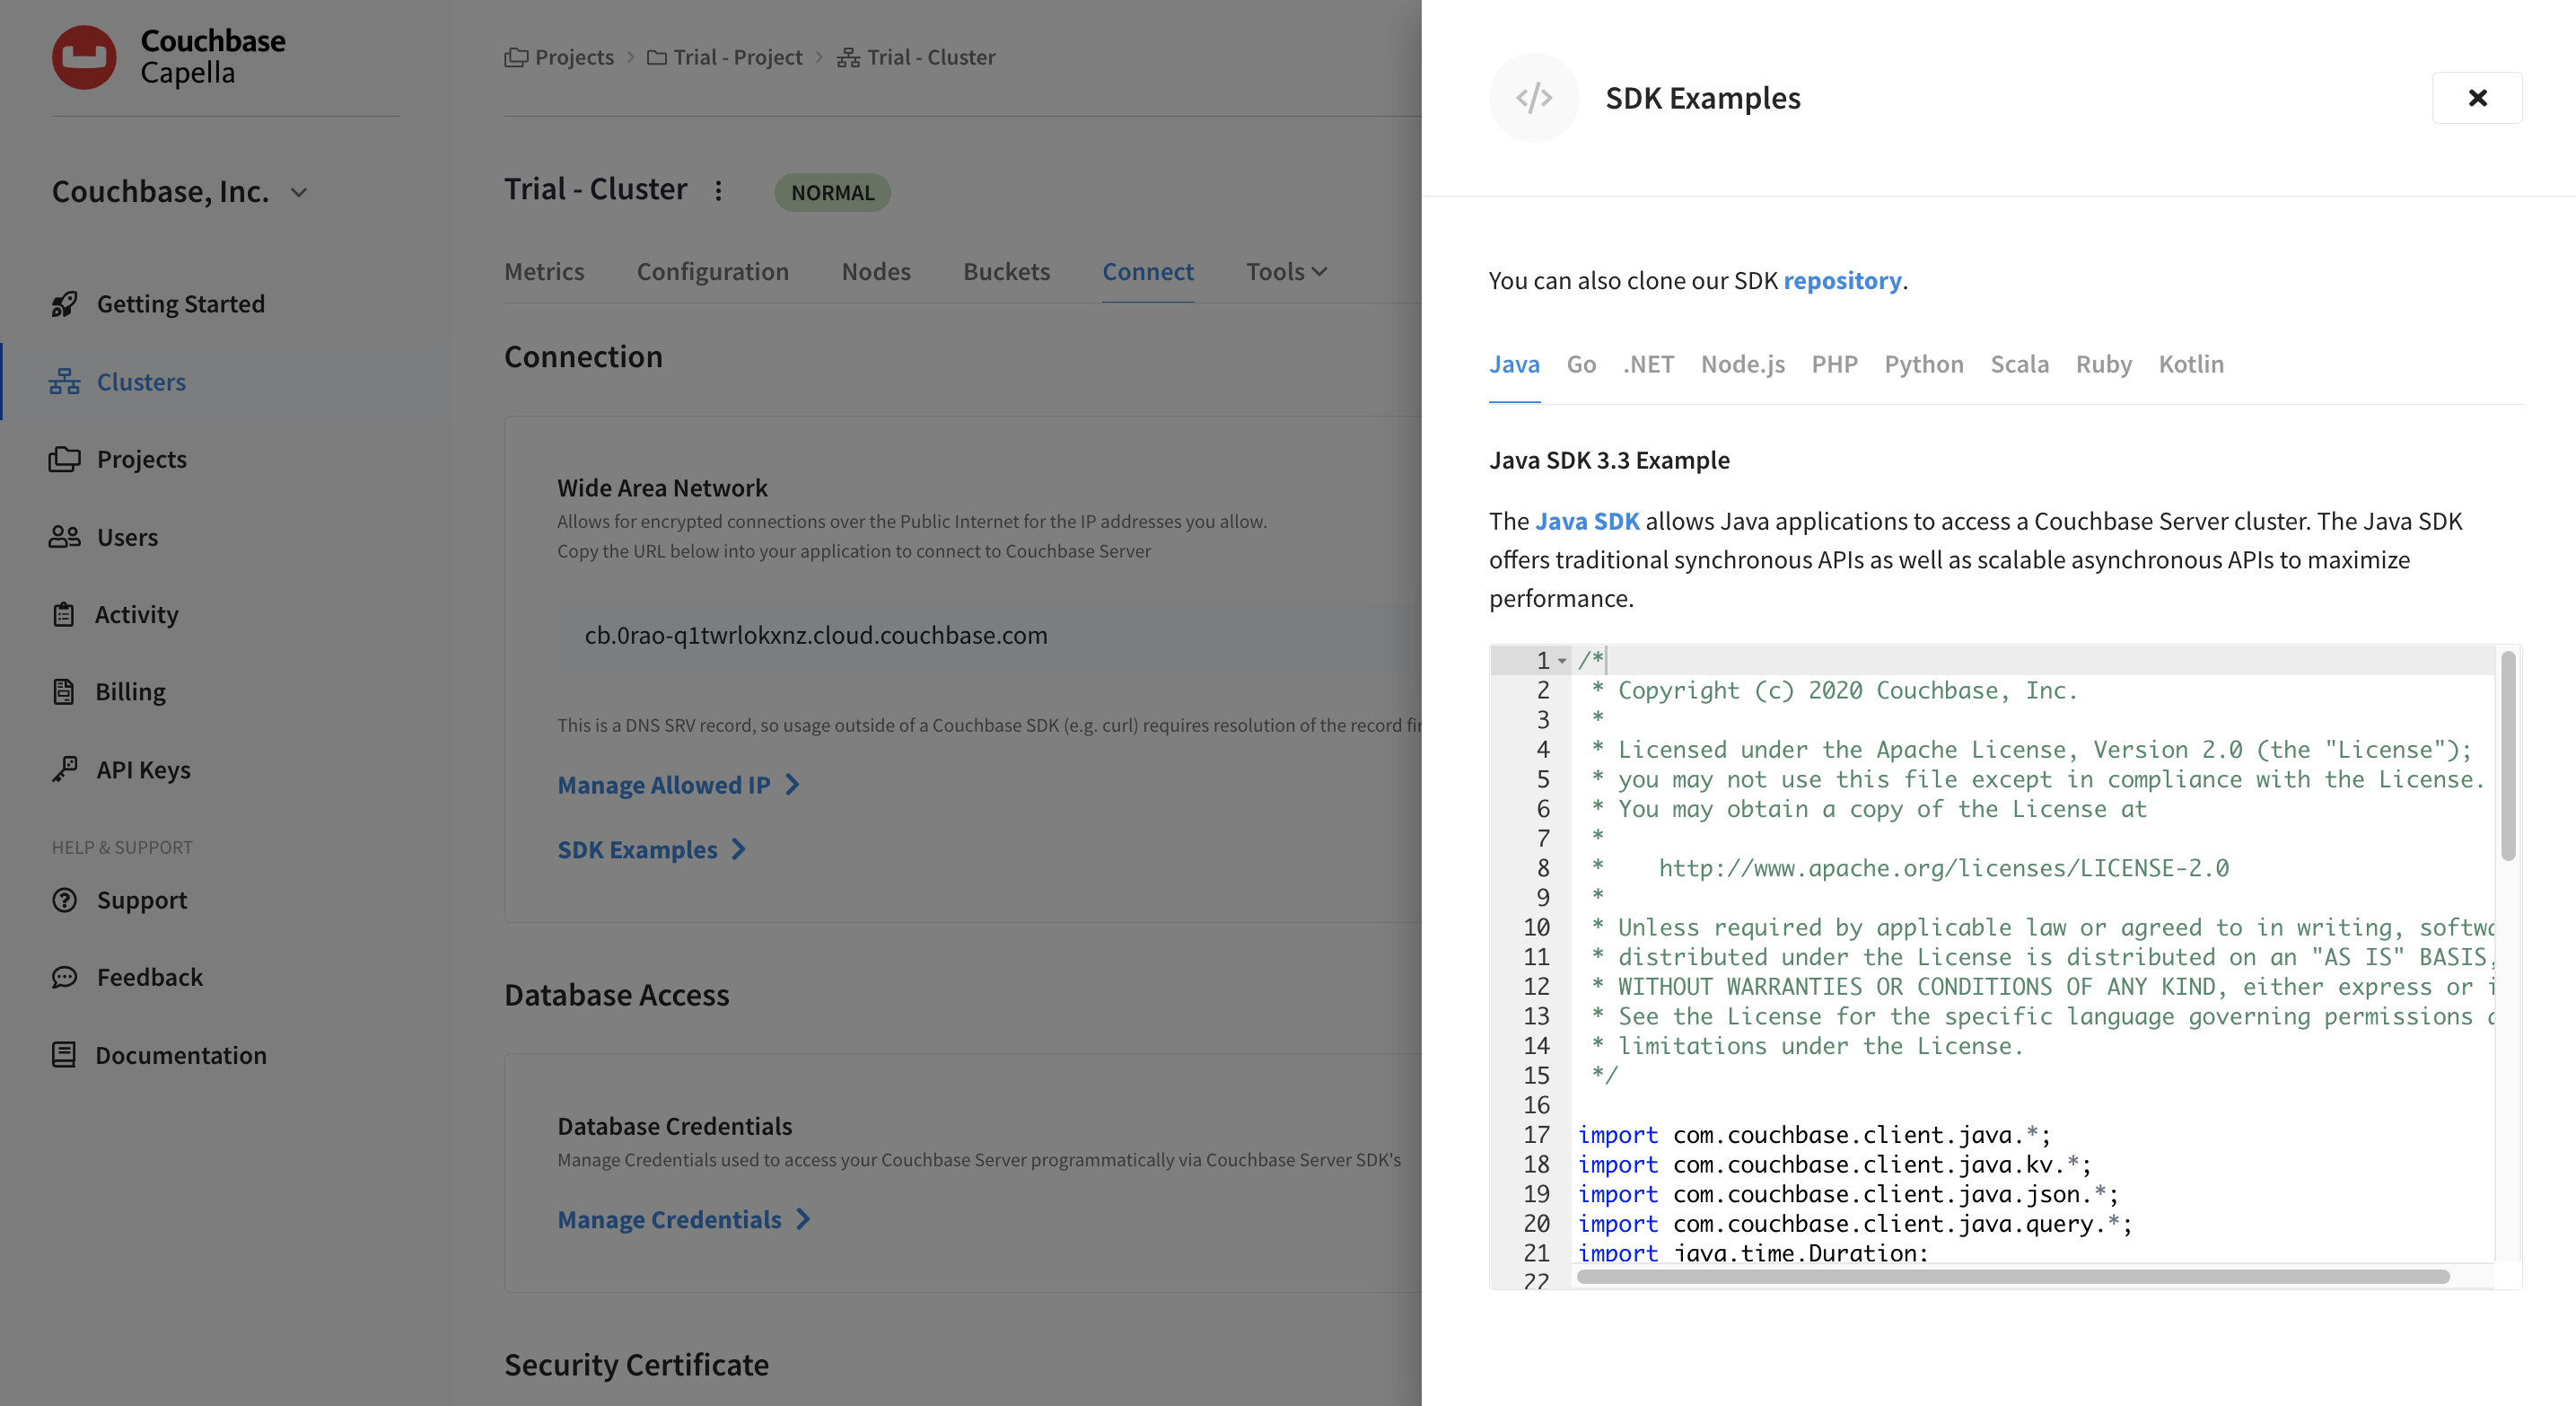 Couchbase
Capella
Couchbase, Inc.
Getting Started
Clusters
Projects
Users
Activity
Billing
API Keys
HELP & SUPPORT
Support
Feedback
Documentation
Projects > Trial - Project > Trial - Cluster
Trial - Cluster NORMAL
Metrics Configuration Nodes Buckets Connect Tools
Connection
Wide Area Network
Allows for encrypted connections over the Public Internet for the IP addresses you allow.
Copy the URL below into your application to connect to Couchbase Server
cb.0rao-q1twrlokxnz.cloud.couchbase.com
This is a DNS SRV record, so usage outside of a Couchbase SDK (e.g. curl) requires resolution of the record
Manage Allowed IP
SDK Examples
Database Access
Database Credentials
Manage Credentials used to access your Couchbase Server programmatically via Couchbase Server SDK's
Manage Credentials
Security Certificate
</> SDK Examples
You can also clone our SDK repository.
Java Go .NET Node.js PHP Python Scala Ruby Kotlin
Java SDK 3.3 Example
The Java SDK allows Java applications to access a Couchbase Server cluster. The Java SDK
offers traditional synchronous APIs as well as scalable asynchronous APIs to maximize
performance.
1 /*
2 * Copyright (c) 2020 Couchbase, Inc.
3 *
4 * Licensed under the Apache License, Version 2.0 (the "License");
5 * you may not use this file except in compliance with the License.
6 * You may obtain a copy of the License at
7 *
8 * http://www.apache.org/licenses/LICENSE-2.0
9 *
10 * Unless required by applicable law or agreed to in writing,
11 * distributed under the License is distributed on an "AS IS" BASIS,
12 * WITHOUT WARRANTIES OR CONDITIONS OF ANY KIND, either express or
13 * See the License for the specific language governing permissions
14 * limitations under the License.
15 */
16
17 import com.couchbase.client.java.*;
18 import com.couchbase.client.java.kv.*;
19 import com.couchbase.client.java.json.*;
20 import com.couchbase.client.java.query.*;
21 import java.time.Duration;
22